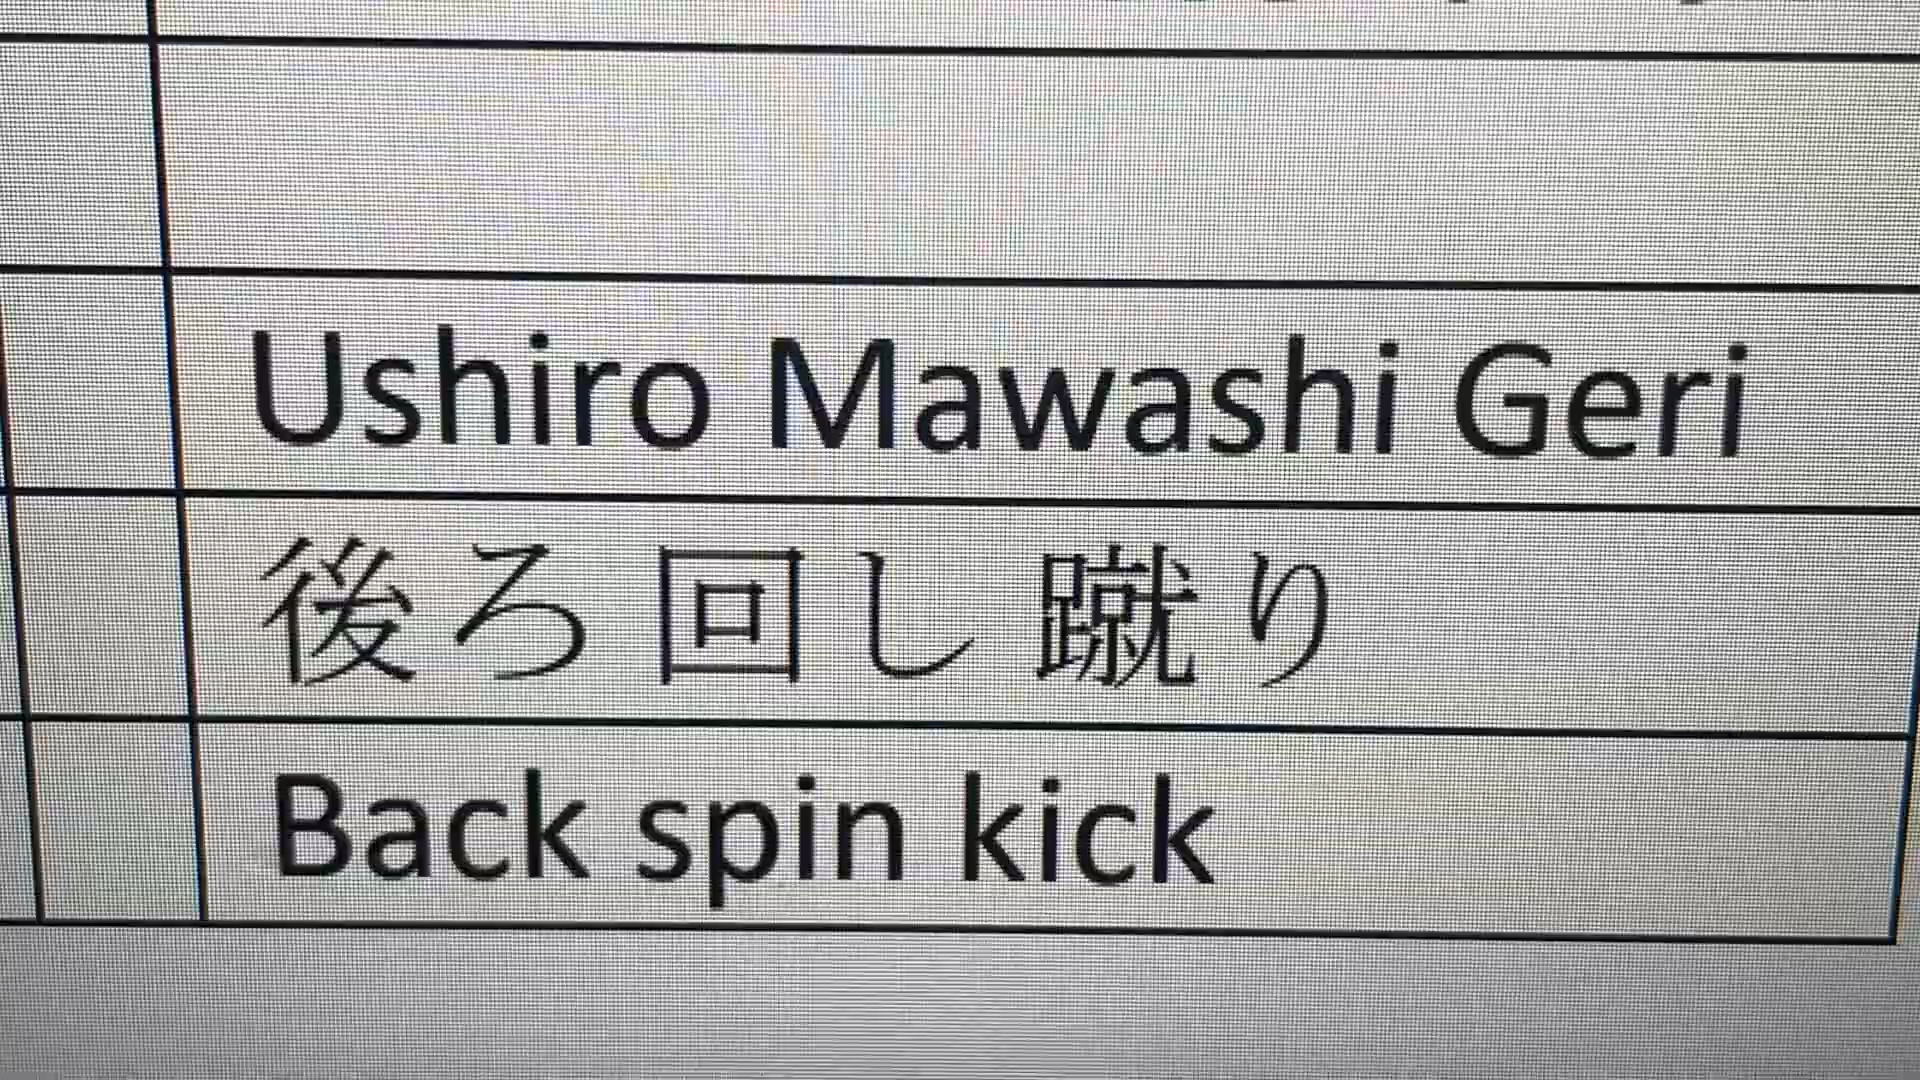 Ushiro Mawashi Geri
後ろ 回し 蹴り
Back spin kick